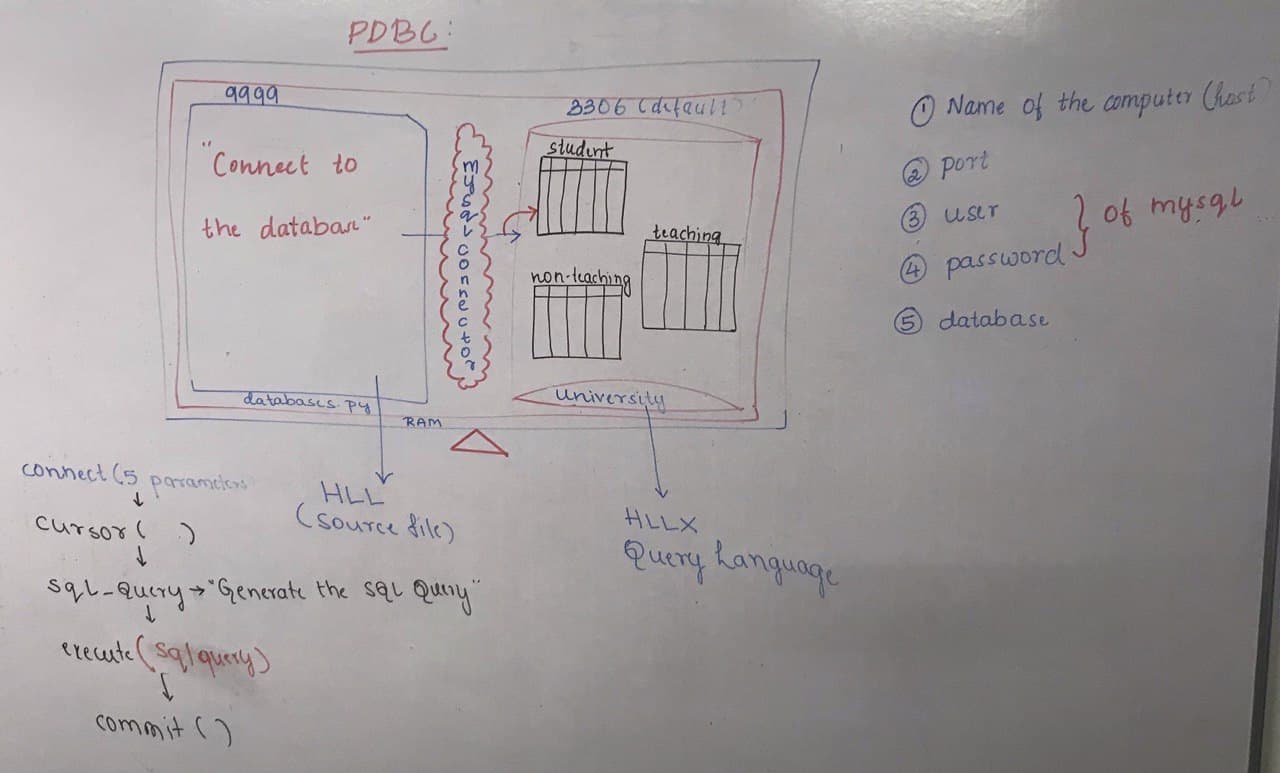 PDBC:
9999
"Connect to
the database"
databases.py
mysql connector
3306 (default)
student
teaching
non-teaching
University
RAM
① Name of the computer (host)
② port
③ user
④ password
} of mysql
⑤ database
connect (5 parameters
↓
cursor( )
↓
sql-query → "Generate the SQL Query"
↓
execute(sqlquery)
↓
commit()
HLL
(source file)
HLLX
Query Language